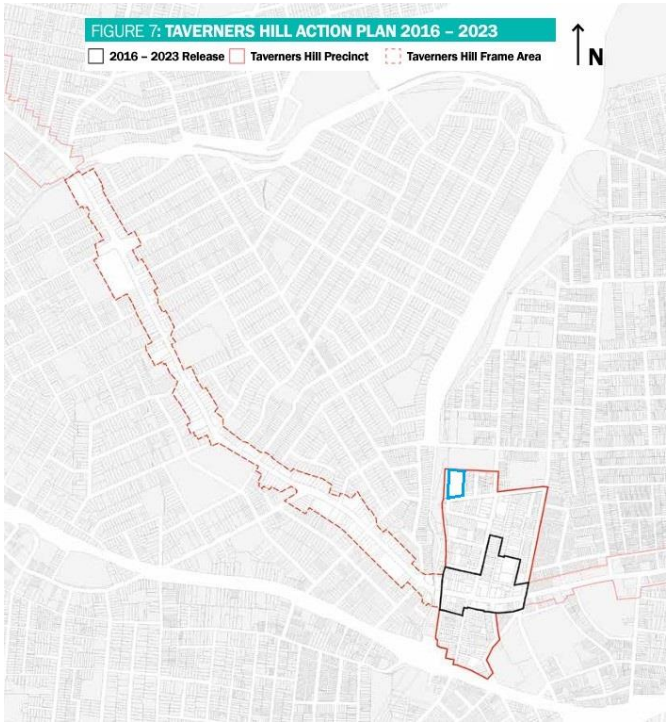 FIGURE 7: TAVERNERS HILL ACTION PLAN 2016 – 2023
2016 – 2023 Release Taverners Hill Precinct Taverners Hill Frame Area
N